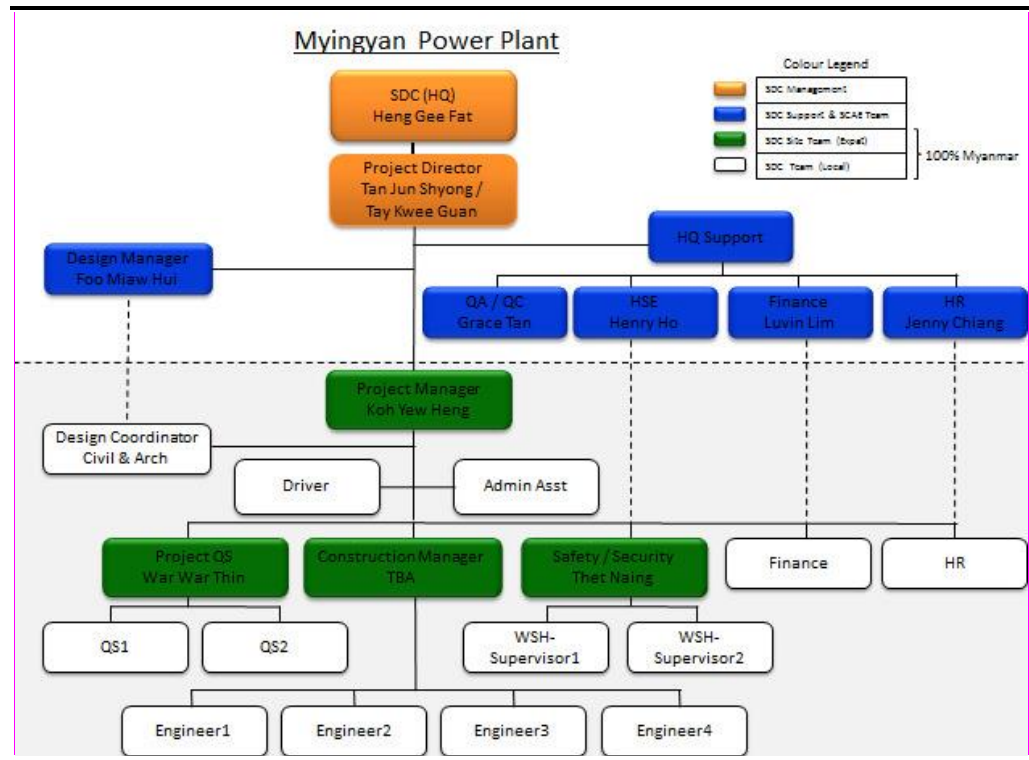 Myingyan Power Plant
Colour Legend
SDC Management
SDC Support & SCAE Team
SDC Site Team (Expat)
SDC Team (Local)
100% Myanmar
SDC (HQ)
Heng Gee Fat
Project Director
Tan Jun Shyong /
Tay Kwee Guan
HQ Support
Design Manager
Foo Miaw Hui
QA / QC
Grace Tan
HSE
Henry Ho
Finance
Luvin Lim
HR
Jenny Chiang
Project Manager
Koh Yew Heng
Design Coordinator
Civil & Arch
Driver
Admin Asst
Project QS
War War Thin
Construction Manager
TBA
Safety / Security
Thet Naing
Finance
HR
QS1
QS2
WSH-
Supervisor1
WSH-
Supervisor2
Engineer1
Engineer2
Engineer3
Engineer4